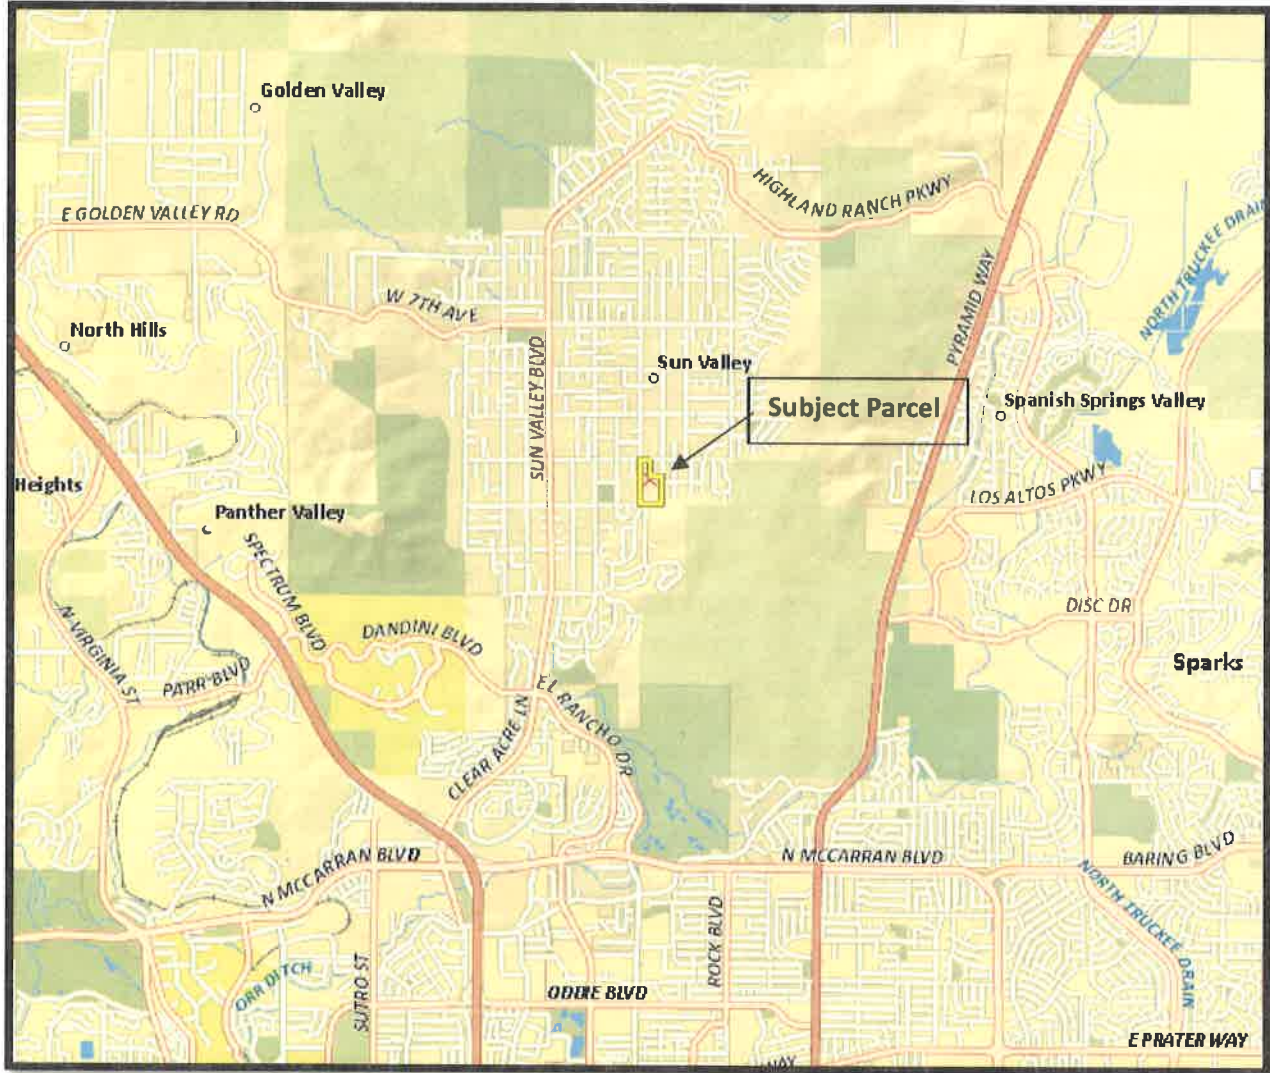 Golden Valley
HIGHLAND RANCH PKWY
E GOLDEN VALLEY RD
NORTH TRUCKEE DRAIN
PYRAMID WAY
W 7TH AVE
North Hills
SUN VALLEY BLVD
Sun Valley
Subject Parcel
Spanish Springs Valley
Heights
LOS ALTOS PKWY
Panther Valley
SPECTRUM BLVD
DISC DR
DANDINI BLVD
N VIRGINIA ST
Sparks
PARR BLVD
EL RANCHO DR
CLEAR ACRE LN
N MCCARRAN BLVD
N MCCARRAN BLVD
BARING BLVD
NORTH TRUCKEE DRAIN
ROCK BLVD
ORR DITCH
SUTRO ST
ODDIE BLVD
E PRATER WAY
WAY